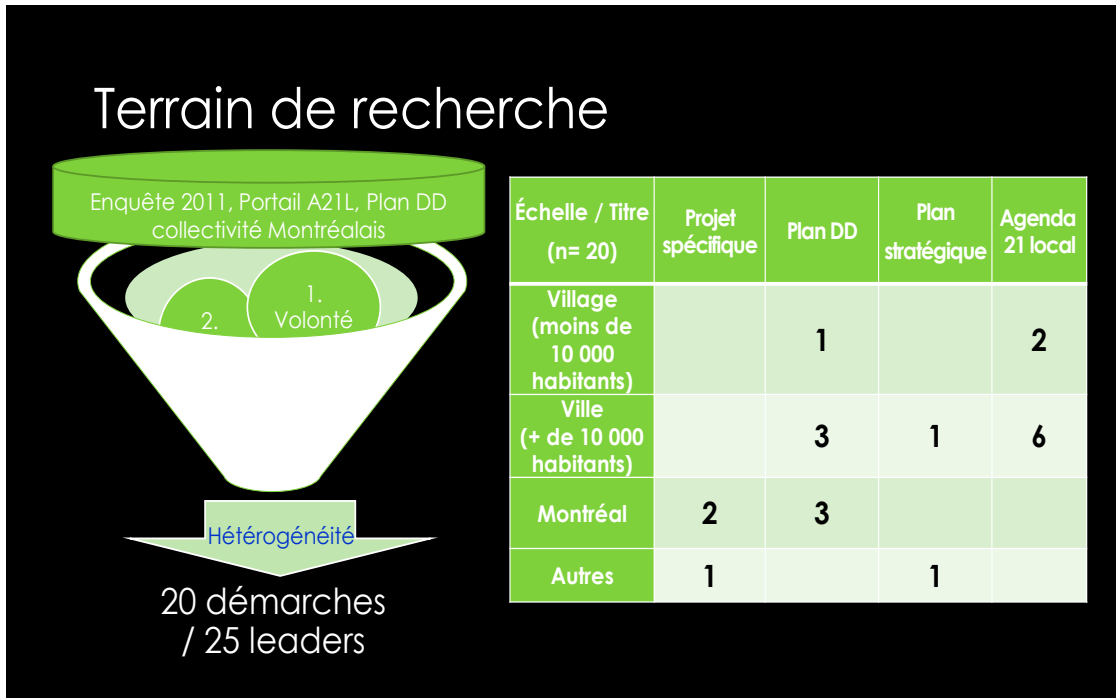 Terrain de recherche
Enquête 2011, Portail A21L, Plan DD
collectivité Montréalais
1.
Volonté
2.
Hétérogénéité
20 démarches
/ 25 leaders
Échelle / Titre
(n= 20)
Projet
spécifique
Plan DD
Plan
stratégique
Agenda
21 local
Village
(moins de
10 000
habitants)
1
2
Ville
(+ de 10 000
habitants)
3
1
6
Montréal
2
3
Autres
1
1